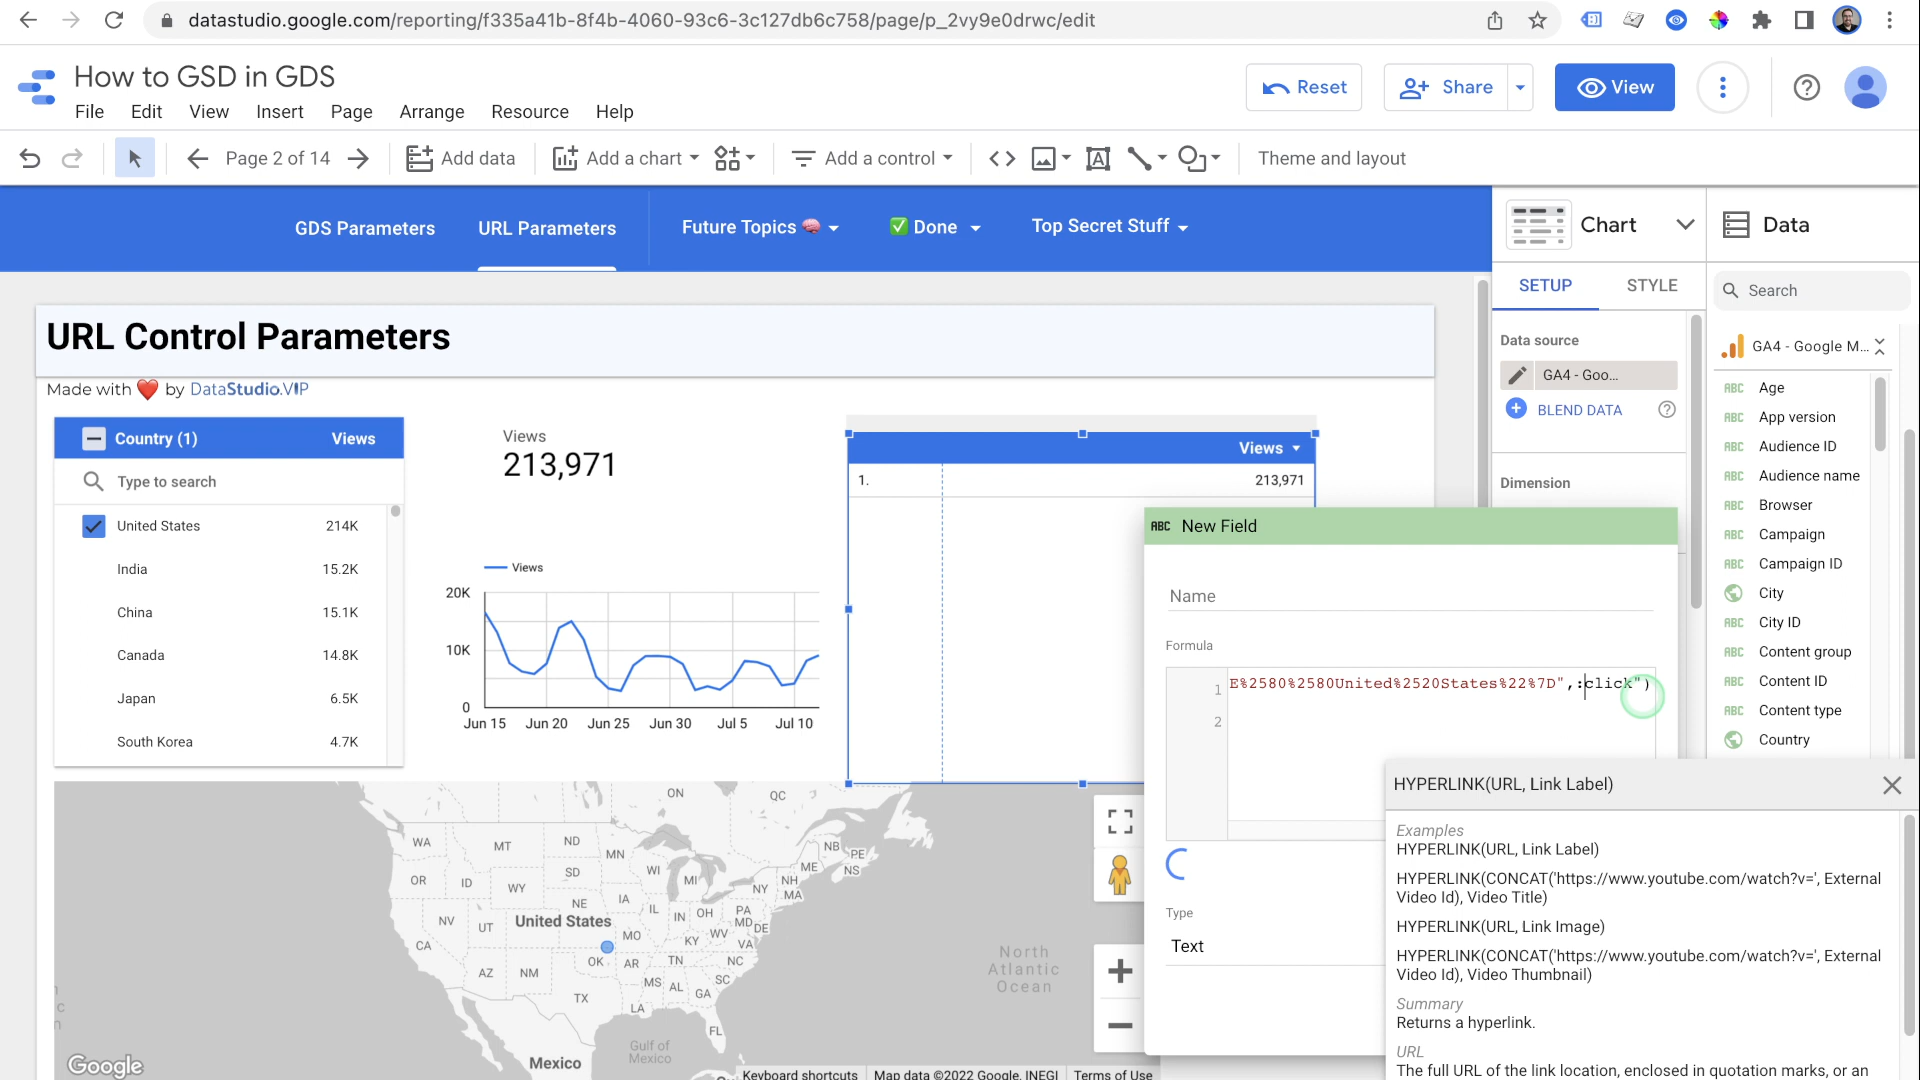 datastudio.google.com/reporting/f335a41b-8f4b-4060-93c6-3c127db6c758/page/p_2vy9e0drwc/edit
How to GSD in GDS
Reset
Share
View
File Edit View Insert Page Arrange Resource Help
Page 2 of 14
Add data
Add a chart
Add a control
Theme and layout
GDS Parameters
URL Parameters
Future Topics
Done
Top Secret Stuff
Chart
Data
SETUP
STYLE
Search
URL Control Parameters
Made with ❤️ by DataStudio.VIP
Data source
GA4 - Goo...
BLEND DATA
Dimension
GA4 - Google M...
ABC Age
ABC App version
ABC Audience ID
ABC Audience name
ABC Browser
ABC Campaign
ABC Campaign ID
City
ABC City ID
ABC Content group
ABC Content ID
ABC Content type
Country
Country (1) Views
Type to search
United States 214K
India 15.2K
China 15.1K
Canada 14.8K
Japan 6.5K
South Korea 4.7K
Views
213,971
Views
20K
10K
0
Jun 15 Jun 20 Jun 25 Jun 30 Jul 5 Jul 10
Views
1. 213,971
ABC New Field
Name
Formula
1 E%2580%2580United%2520States%22%7D",:click")
2
Type
Text
HYPERLINK(URL, Link Label)
Examples
HYPERLINK(URL, Link Label)
HYPERLINK(CONCAT('https://www.youtube.com/watch?v=', External
Video Id), Video Title)
HYPERLINK(URL, Link Image)
HYPERLINK(CONCAT('https://www.youtube.com/watch?v=', External
Video Id), Video Thumbnail)
Summary
Returns a hyperlink.
URL
The full URL of the link location, enclosed in quotation marks, or an
ON QC
WA MT ND MN NB PE
OR ID SD WI MI ME NS
WY NY NH
MA
NE IA
NV UT United States IL IN OH PA
MD DE
CA MO KY WV VA
OK AR TN NC
AZ NM MS AL SC
GA
TX LA
FL
Gulf of
Mexico
Mexico
North
Atlantic
Ocean
Google
Keyboard shortcuts
Map data ©2022 Google, INEGI
Terms of Use